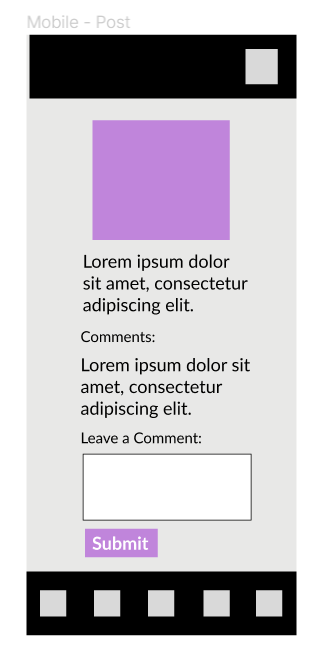 Mobile - Post
Lorem ipsum dolor
sit amet, consectetur
adipiscing elit.
Comments:
Lorem ipsum dolor sit
amet, consectetur
adipiscing elit.
Leave a Comment:
Submit